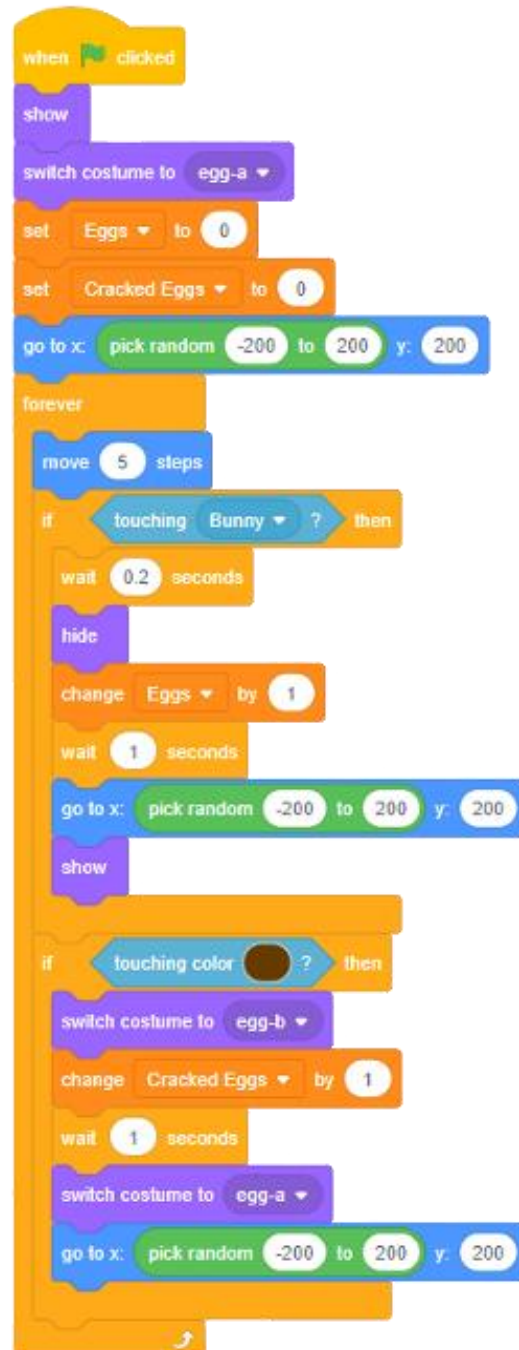 when clicked
show
switch costume to egg-a
set Eggs to 0
set Cracked Eggs to 0
go to x: pick random -200 to 200 y: 200
forever
move 5 steps
if touching Bunny ? then
wait 0.2 seconds
hide
change Eggs by 1
wait 1 seconds
go to x: pick random -200 to 200 y: 200
show
if touching color ? then
switch costume to egg-b
change Cracked Eggs by 1
wait 1 seconds
switch costume to egg-a
go to x: pick random -200 to 200 y: 200